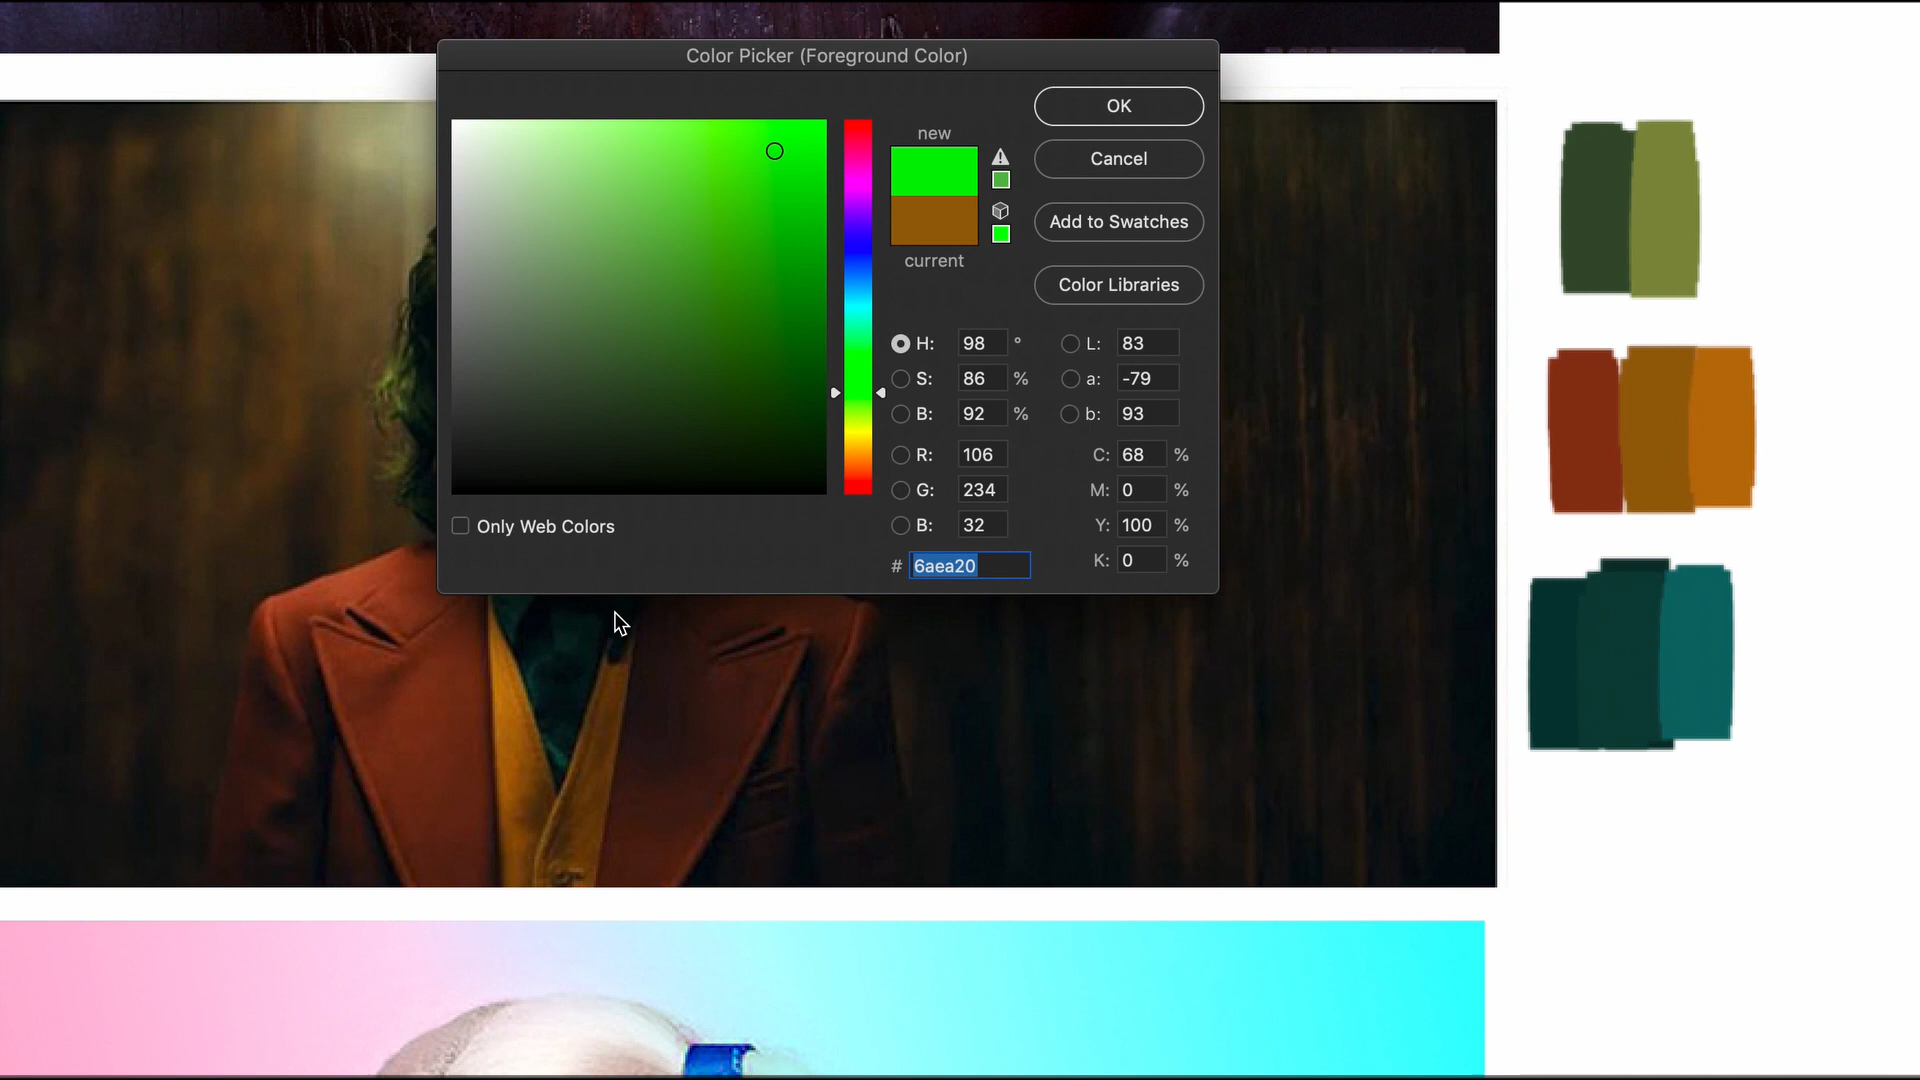 Color Picker (Foreground Color)
new
current
OK
Cancel
Add to Swatches
Color Libraries
H: 98 °
S: 86 %
B: 92 %
R: 106
G: 234
B: 32
# 6aea20
L: 83
a: -79
b: 93
C: 68 %
M: 0 %
Y: 100 %
K: 0 %
Only Web Colors